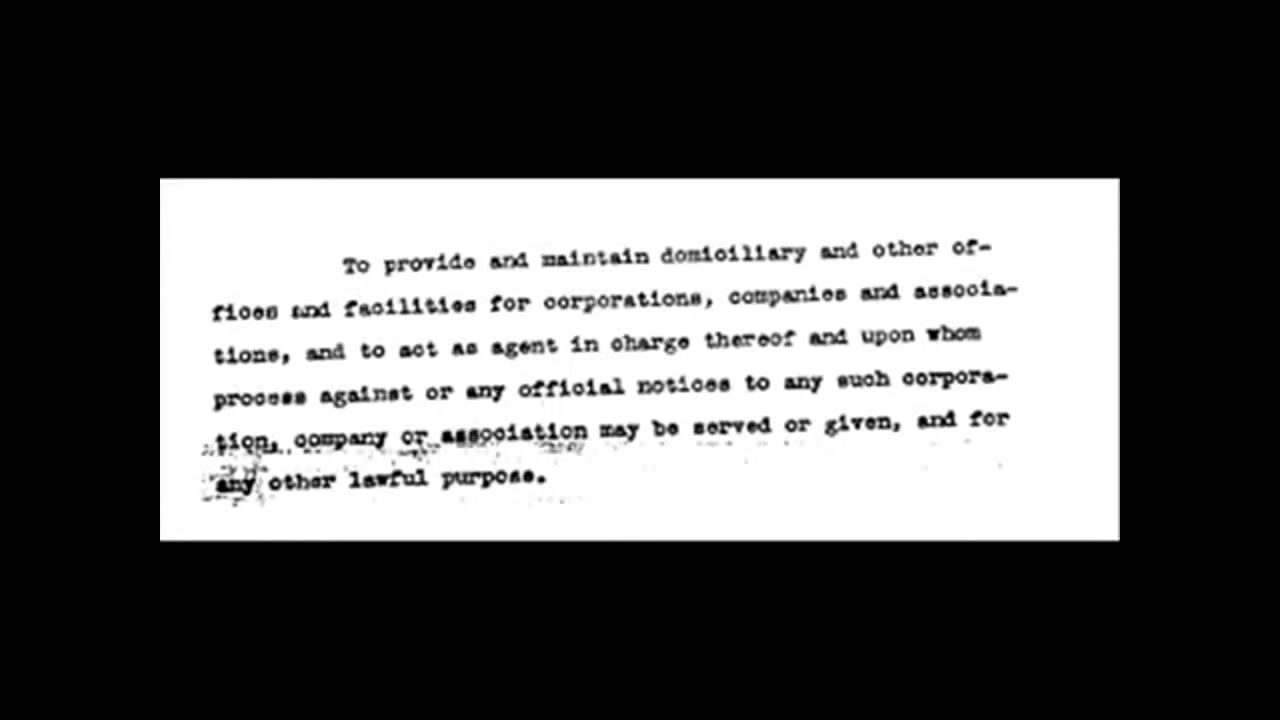 To provide and maintain domiciliary and other of-
fices and facilities for corporations, companies and associa-
tions, and to act as agent in charge thereof and upon whom
process against or any official notices to any such corpora-
tion, company or association may be served or given, and for
any other lawful purpose.